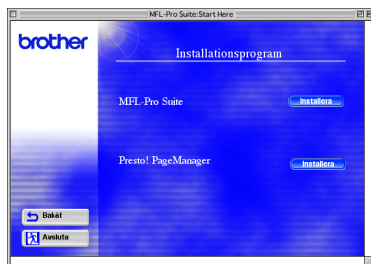 MFL-Pro Suite:Start Here
brother
Installationsprogram
MFL-Pro Suite
Installera
Presto! PageManager
Installera
Bakåt
Avsluta